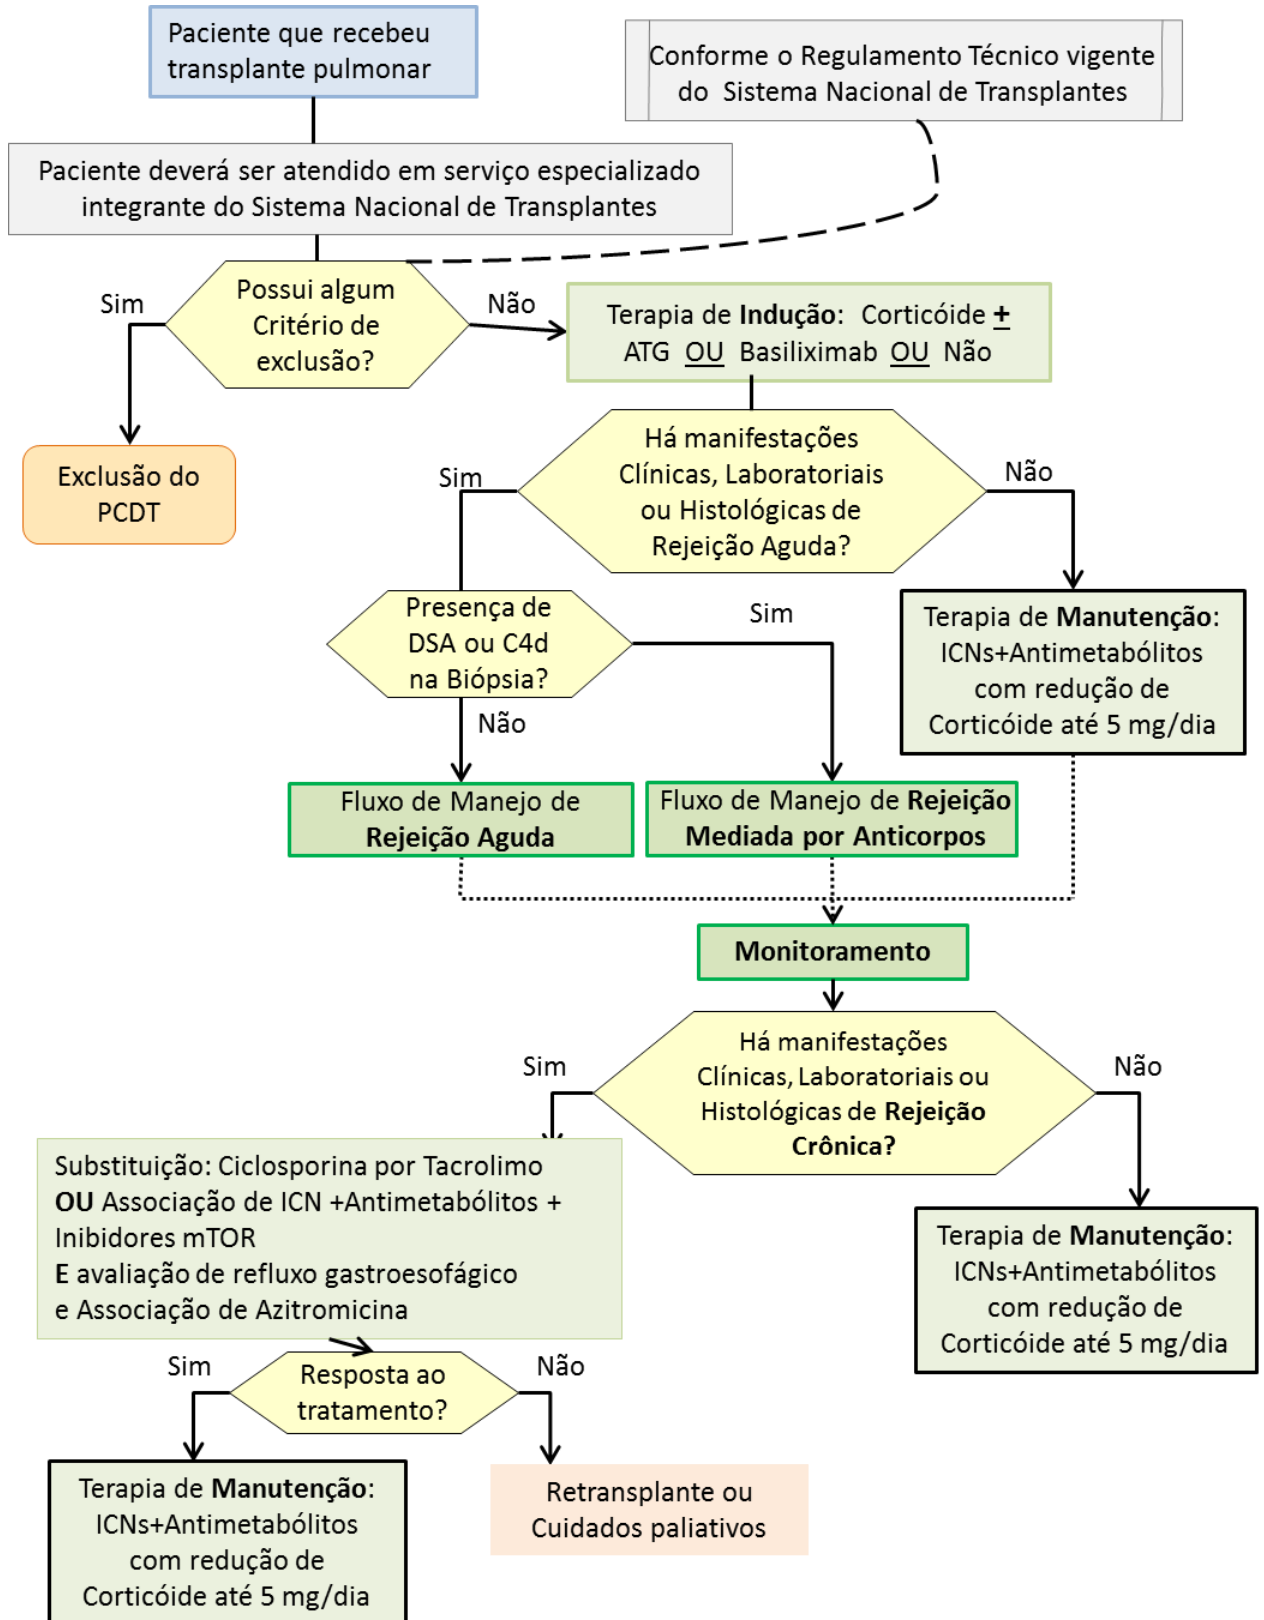 Paciente que recebeu
transplante pulmonar
Conforme o Regulamento Técnico vigente
do Sistema Nacional de Transplantes
Paciente deverá ser atendido em serviço especializado
integrante do Sistema Nacional de Transplantes
Sim
Possui algum
Critério de
exclusão?
Não
Terapia de Indução: Corticóide ±
ATG OU Basiliximab OU Não
Exclusão do
PCDT
Sim
Há manifestações
Clínicas, Laboratoriais
ou Histológicas de
Rejeição Aguda?
Não
Presença de
DSA ou C4d
na Biópsia?
Sim
Não
Terapia de Manutenção:
ICNs+Antimetabólitos
com redução de
Corticóide até 5 mg/dia
Fluxo de Manejo de
Rejeição Aguda
Fluxo de Manejo de Rejeição
Mediada por Anticorpos
Monitoramento
Sim
Há manifestações
Clínicas, Laboratoriais ou
Histológicas de Rejeição
Crônica?
Não
Substituição: Ciclosporina por Tacrolimo
OU Associação de ICN +Antimetabólitos +
Inibidores mTOR
E avaliação de refluxo gastroesofágico
e Associação de Azitromicina
Terapia de Manutenção:
ICNs+Antimetabólitos
com redução de
Corticóide até 5 mg/dia
Sim
Resposta ao
tratamento?
Não
Terapia de Manutenção:
ICNs+Antimetabólitos
com redução de
Corticóide até 5 mg/dia
Retransplante ou
Cuidados paliativos